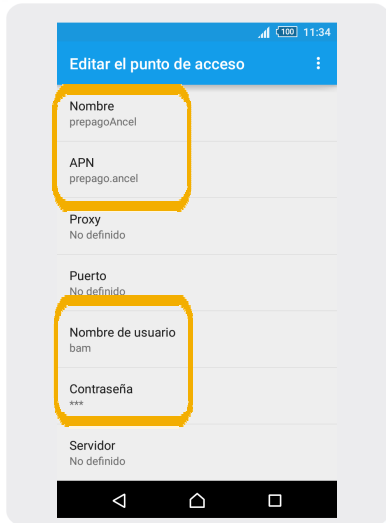 100 11:34
Editar el punto de acceso
Nombre
prepagoAncel
APN
prepago.ancel
Proxy
No definido
Puerto
No definido
Nombre de usuario
bam
Contraseña
***
Servidor
No definido